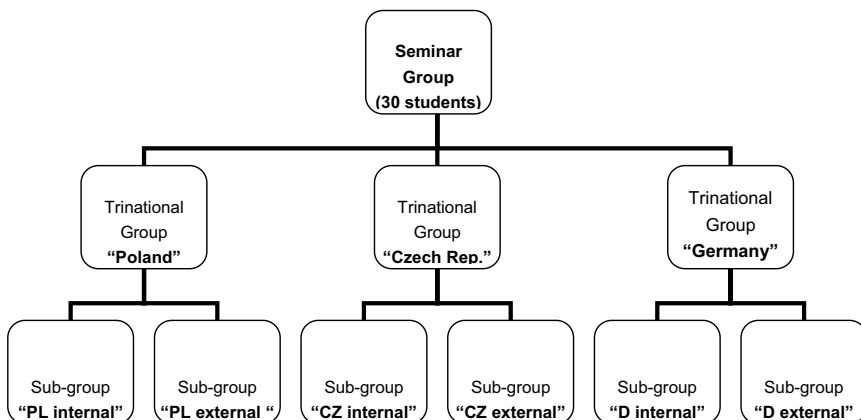 Seminar
Group
(30 students)
Trinational
Group
“Poland”
Trinational
Group
“Czech Rep.”
Trinational
Group
“Germany”
Sub-group
“PL internal”
Sub-group
“PL external “
Sub-group
“CZ internal”
Sub-group
“CZ external”
Sub-group
“D internal”
Sub-group
“D external”